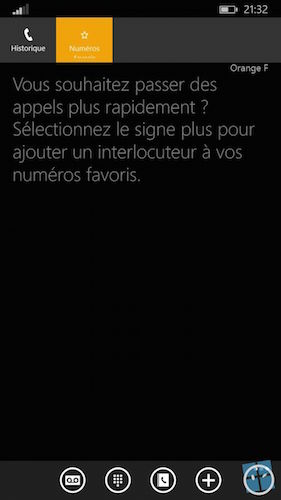 21:32
Historique
Numéros
Orange F
Vous souhaitez passer des
appels plus rapidement ?
Sélectionnez le signe plus pour
ajouter un interlocuteur à vos
numéros favoris.